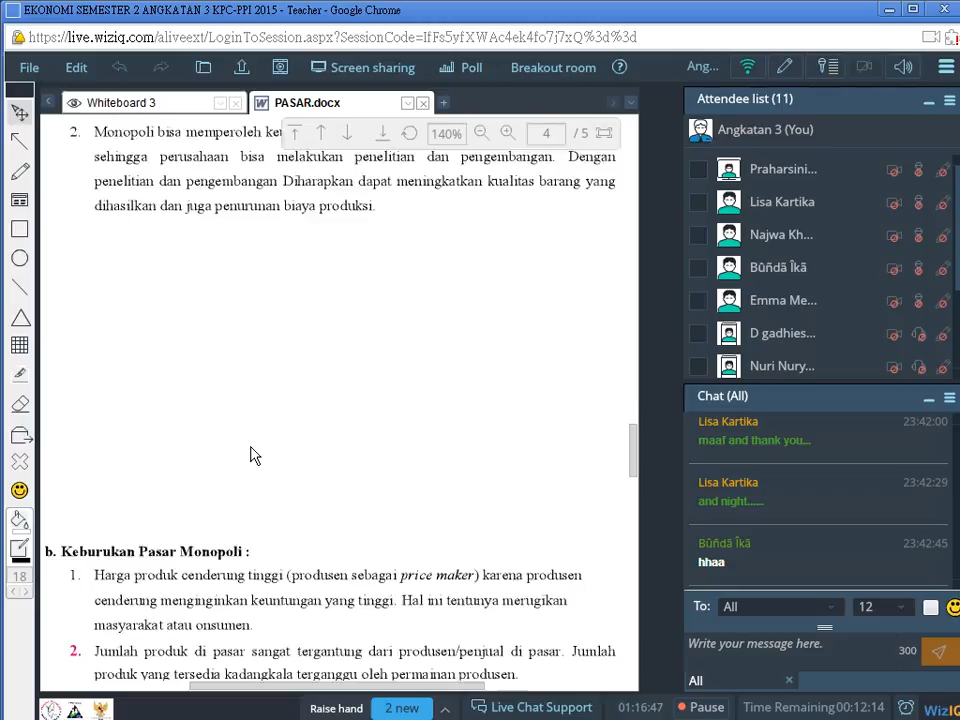 EKONOMI SEMESTER 2 ANGKATAN 3 KPC-PPI 2015 - Teacher - Google Chrome
https://live.wiziq.com/aliveext/LoginToSession.aspx?SessionCode=IfFs5yfXWAc4ek4fo7j7xQ%3d%3d
File Edit Screen sharing Poll Breakout room Ang...
Whiteboard 3 PASAR.docx
140% 4 / 5
2. Monopoli bisa memperoleh
sehingga perusahaan bisa melakukan penelitian dan pengembangan. Dengan
penelitian dan pengembangan Diharapkan dapat meningkatkan kualitas barang yang
dihasilkan dan juga penurunan biaya produksi.
b. Keburukan Pasar Monopoli :
1. Harga produk cenderung tinggi (produsen sebagai price maker) karena produsen
cenderung menginginkan keuntungan yang tinggi. Hal ini tentunya merugikan
masyarakat atau onsumen.
2. Jumlah produk di pasar sangat tergantung dari produsen/penjual di pasar. Jumlah
produk yang tersedia kadangkala terganggu oleh permainan produsen.
18
Attendee list (11)
Angkatan 3 (You)
Praharsini...
Lisa Kartika
Najwa Kh...
Bûñdã Îkã
Emma Me...
D gadhies...
Nuri Nury...
Chat (All)
Lisa Kartika 23:42:00
maaf and thank you...
Lisa Kartika 23:42:29
and night......
Bûñdã Îkã 23:42:45
hhaa
To: All 12
Write your message here. 300
All
Raise hand 2 new Live Chat Support 01:16:47 Pause Time Remaining 00:12:14 WizIQ